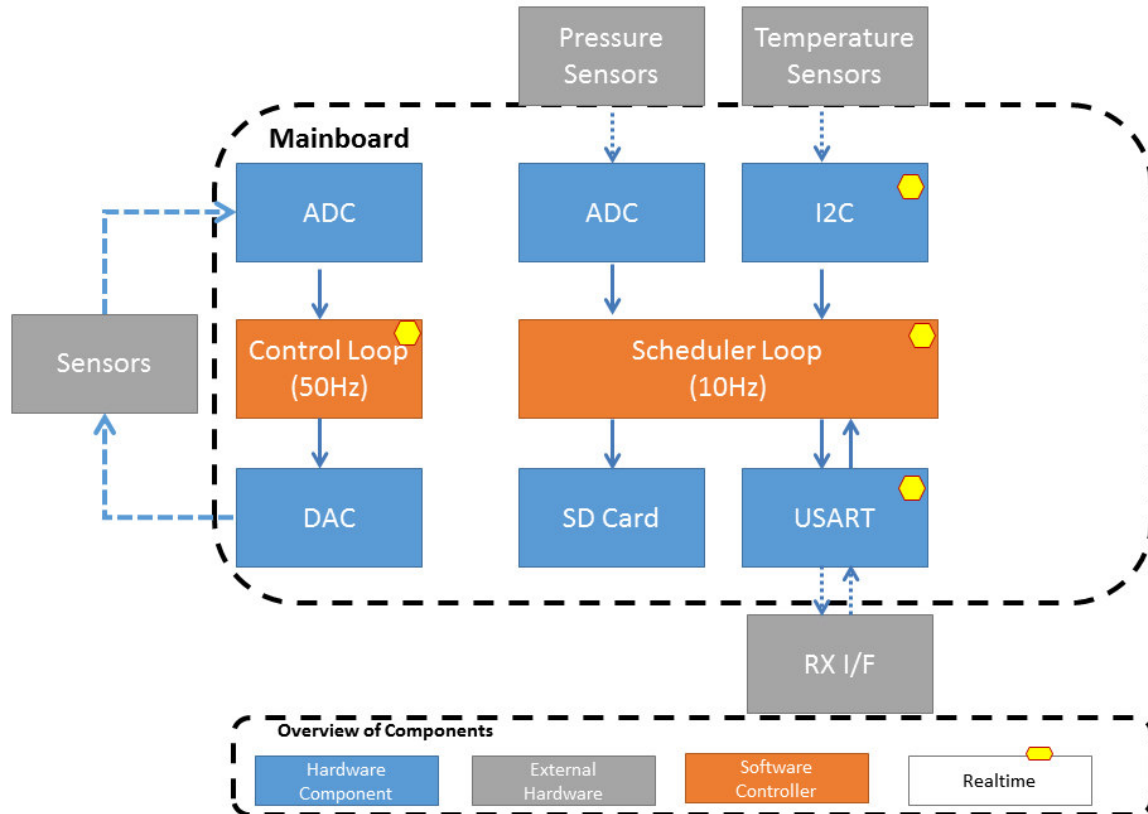 Pressure
Sensors
Temperature
Sensors
Mainboard
ADC
ADC
I2C
Sensors
Control Loop
(50Hz)
Scheduler Loop
(10Hz)
DAC
SD Card
USART
RX I/F
Overview of Components
Hardware
Component
External
Hardware
Software
Controller
Realtime